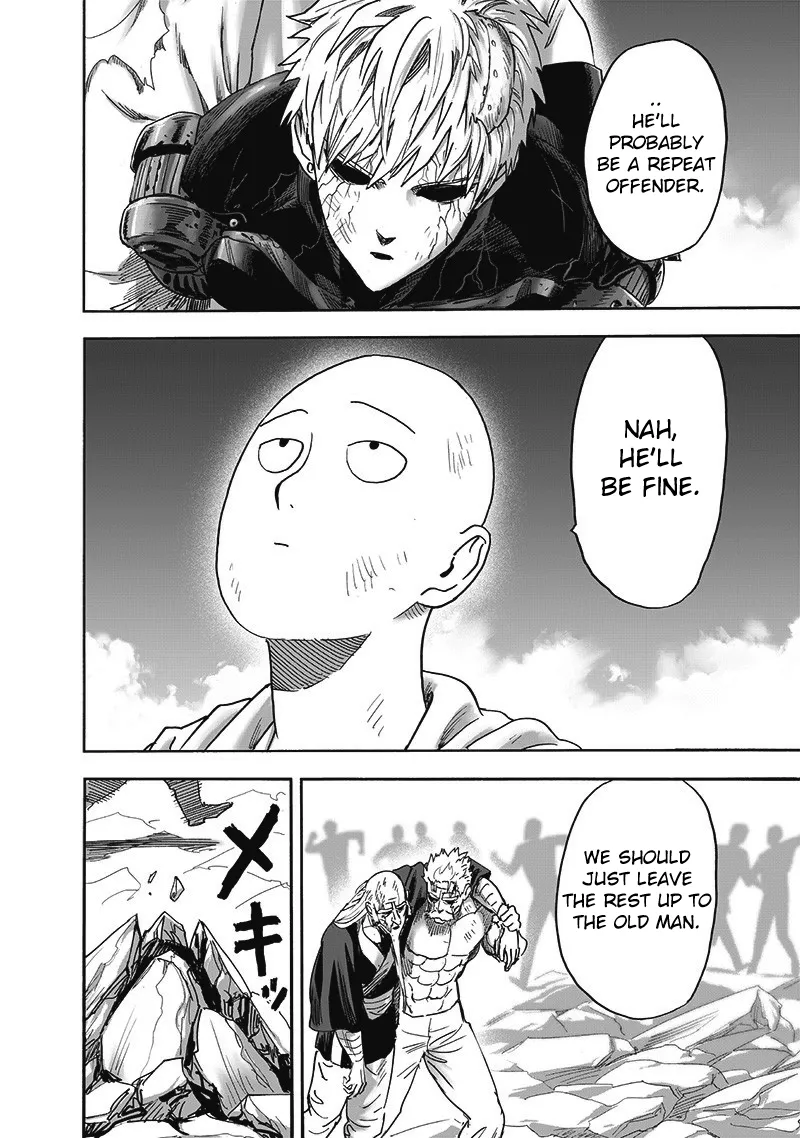 ..
HE'LL
PROBABLY
BE A REPEAT
OFFENDER.
NAH,
HE'LL
BE FINE.
WE SHOULD
JUST LEAVE
THE REST UP TO
THE OLD MAN.
メキッ